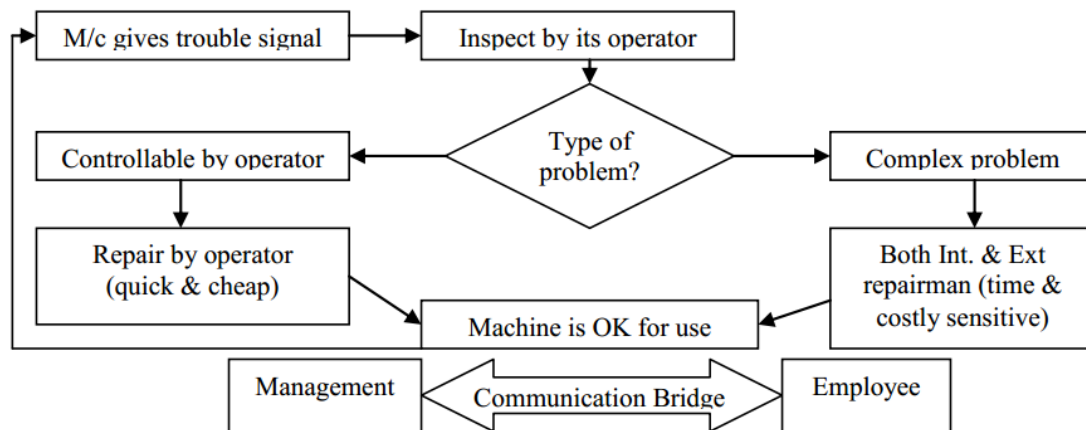 M/c gives trouble signal
Inspect by its operator
Type of
problem?
Controllable by operator
Complex problem
Repair by operator
(quick & cheap)
Both Int. & Ext
repairman (time &
costly sensitive)
Machine is OK for use
Management
Communication Bridge
Employee